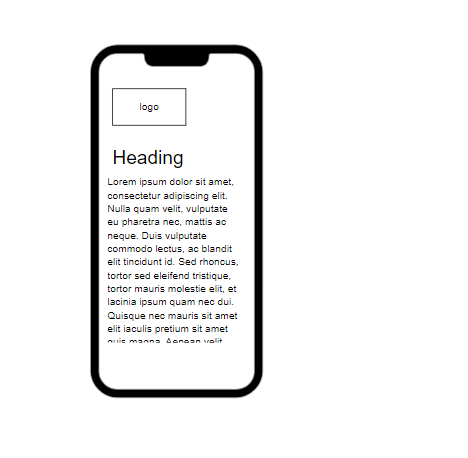 logo
Heading
Lorem ipsum dolor sit amet,
consectetur adipiscing elit.
Nulla quam velit, vulputate
eu pharetra nec, mattis ac
neque. Duis vulputate
commodo lectus, ac blandit
elit tincidunt id. Sed rhoncus,
tortor sed eleifend tristique,
tortor mauris molestie elit, et
lacinia ipsum quam nec dui.
Quisque nec mauris sit amet
elit iaculis pretium sit amet
quis magna. Aenean velit